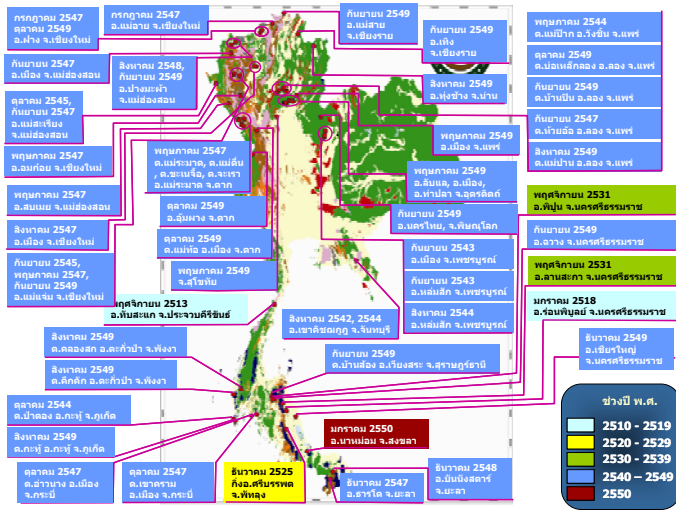 กรกฎาคม 2547
ตุลาคม 2549
อ.ฝาง จ.เชียงใหม่
กรกฎาคม 2547
อ.แม่อาย จ.เชียงใหม่
กันยายน 2549
อ.แม่สาย
จ.เชียงราย
กันยายน 2549
อ.เทิง
จ.เชียงราย
พฤษภาคม 2544
ต.แม่ป้าก อ.วังชิ้น จ.แพร่
กันยายน 2547
อ.เมือง จ.แม่ฮ่องสอน
สิงหาคม 2548,
กันยายน 2549
อ.ปางมะผ้า
จ.แม่ฮ่องสอน
สิงหาคม 2549
อ.ทุ่งช้าง จ.น่าน
ตุลาคม 2549
ต.บ่อเหล็กลอง อ.ลอง จ.แพร่
กันยายน 2549
ต.บ้านปิน อ.ลอง จ.แพร่
ตุลาคม 2545,
กันยายน 2547
อ.แม่สะเรียง
จ.แม่ฮ่องสอน
กันยายน 2547
ต.ห้วยอ้อ อ.ลอง จ.แพร่
พฤษภาคม 2549
อ.เมือง จ.แพร่
สิงหาคม 2549
ต.แม่ปาน อ.ลอง จ.แพร่
พฤษภาคม 2547
อ.อมก๋อย จ.เชียงใหม่
พฤษภาคม 2547
ต.แม่ระมาด, ต.แม่ตื่น
, ต.ขะเนจื้อ, ต.จะเรา
อ.แม่ระมาด จ.ตาก
พฤษภาคม 2549
อ.ลับแล, อ.เมือง,
อ.ท่าปลา จ.อุตรดิตถ์
พฤษภาคม 2547
อ.สบเมย จ.แม่ฮ่องสอน
พฤศจิกายน 2531
อ.พิปูน จ.นครศรีธรรมราช
ตุลาคม 2549
อ.อุ้มผาง จ.ตาก
กันยายน 2549
อ.นครไทย, จ.พิษณุโลก
สิงหาคม 2547
อ.เมือง จ.เชียงใหม่
กันยายน 2549
อ.ฉวาง จ.นครศรีธรรมราช
ตุลาคม 2549
ต.แม่ท้อ อ.เมือง จ.ตาก
กันยายน 2543
อ.เมือง จ.เพชรบูรณ์
กันยายน 2545,
พฤษภาคม 2547,
กันยายน 2549
อ.แม่แจ่ม จ.เชียงใหม่
พฤษภาคม 2549
จ.สุโขทัย
พฤศจิกายน 2531
อ.ลานสะกา จ.นครศรีธรรมราช
กันยายน 2543
อ.หล่มสัก จ.เพชรบูรณ์
พฤศจิกายน 2513
อ.ทับสะแก จ.ประจวบคีรีขันธ์
สิงหาคม 2542, 2544
อ.เขาคิชฌกูฏ จ.จันทบุรี
สิงหาคม 2544
อ.หล่มสัก จ.เพชรบูรณ์
มกราคม 2518
อ.ร่อนพิบูลย์ จ.นครศรีธรรมราช
สิงหาคม 2549
ต.คลองสก อ.ตะกั่วป่า จ.พังงา
กันยายน 2549
ต.บ้านส้อง อ.เวียงสระ จ.สุราษฎร์ธานี
ธันวาคม 2549
อ.เชียรใหญ่
จ.นครศรีธรรมราช
สิงหาคม 2549
ต.คึกคัก อ.ตะกั่วป่า จ.พังงา
ตุลาคม 2544
ต.ป่าตอง อ.กะทู้ จ.ภูเก็ต
สิงหาคม 2549
ต.กะทู้ อ.กะทู้ จ.ภูเก็ต
มกราคม 2550
อ.นาหม่อม จ.สงขลา
ตุลาคม 2547
ต.อ่าวนาง อ.เมือง
จ.กระบี่
ตุลาคม 2547
ต.เขาคราม
อ.เมือง จ.กระบี่
ธันวาคม 2525
กิ่งอ.ศรีบรรพต
จ.พัทลุง
ธันวาคม 2547
อ.ธารโต จ.ยะลา
ธันวาคม 2548
อ.บันนังสตาร์
จ.ยะลา
ช่วงปี พ.ศ.
2510 - 2519
2520 - 2529
2530 - 2539
2540 – 2549
2550